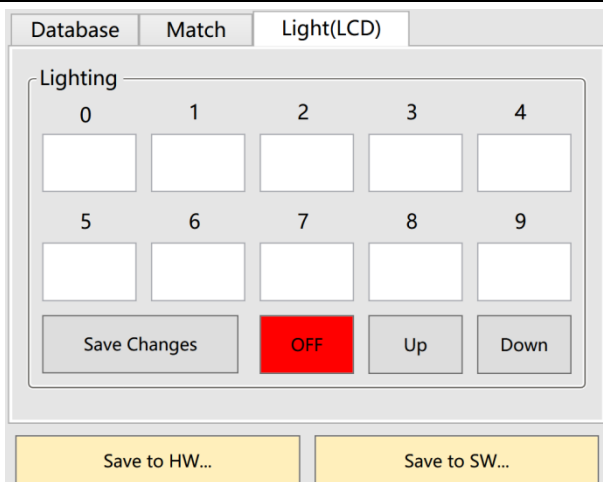 Database Match Light(LCD)
Lighting
0 1 2 3 4
5 6 7 8 9
Save Changes OFF Up Down
Save to HW... Save to SW...